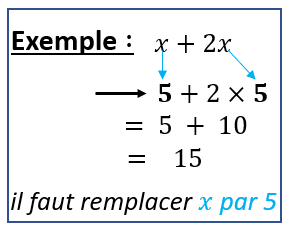 Exemple : x + 2x
5 + 2 × 5
= 5 + 10
= 15
il faut remplacer x par 5